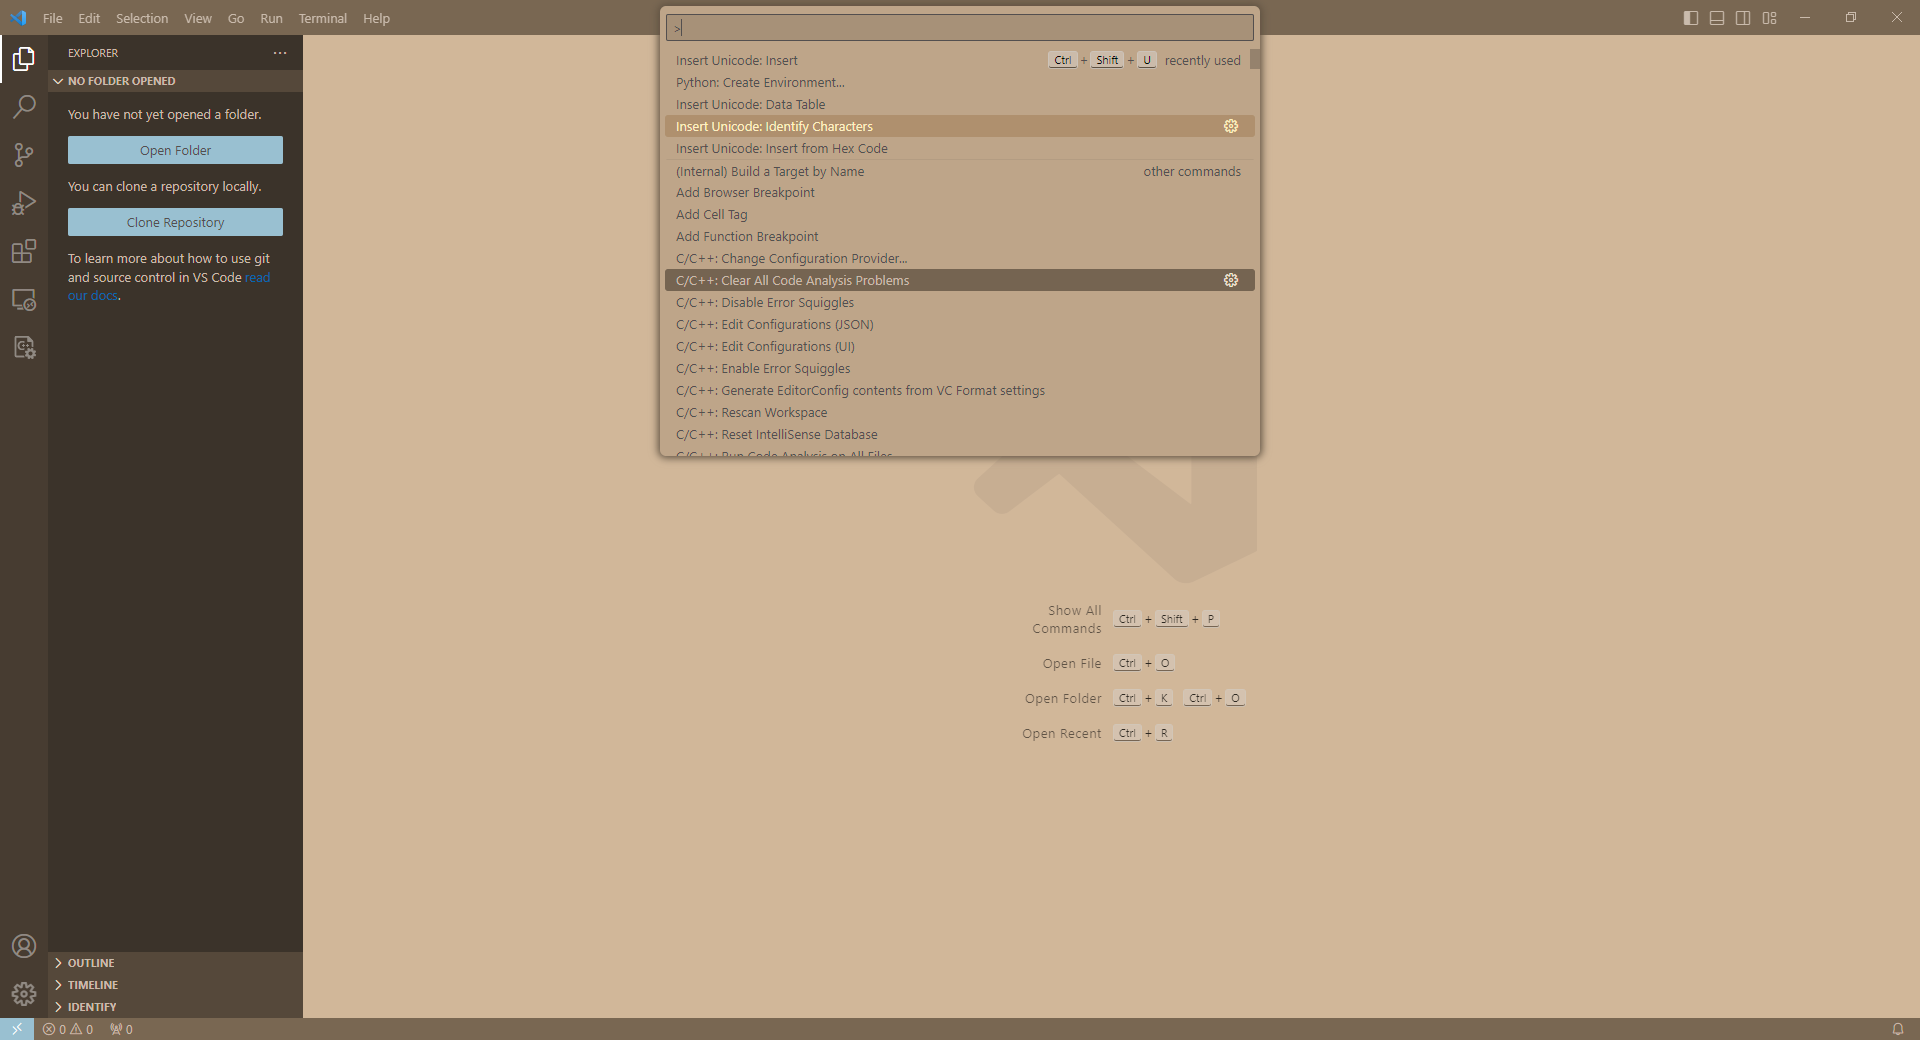 File Edit Selection View Go Run Terminal Help
>
EXPLORER
NO FOLDER OPENED
You have not yet opened a folder.
Open Folder
You can clone a repository locally.
Clone Repository
To learn more about how to use git
and source control in VS Code read
our docs.
OUTLINE
TIMELINE
IDENTIFY
Insert Unicode: Insert Ctrl + Shift + U recently used
Python: Create Environment...
Insert Unicode: Data Table
Insert Unicode: Identify Characters
Insert Unicode: Insert from Hex Code
(Internal) Build a Target by Name other commands
Add Browser Breakpoint
Add Cell Tag
Add Function Breakpoint
C/C++: Change Configuration Provider...
C/C++: Clear All Code Analysis Problems
C/C++: Disable Error Squiggles
C/C++: Edit Configurations (JSON)
C/C++: Edit Configurations (UI)
C/C++: Enable Error Squiggles
C/C++: Generate EditorConfig contents from VC Format settings
C/C++: Rescan Workspace
C/C++: Reset IntelliSense Database
C/C++: Run Code Analysis on All Files
Show All
Commands Ctrl + Shift + P
Open File Ctrl + O
Open Folder Ctrl + K Ctrl + O
Open Recent Ctrl + R
0 0 0